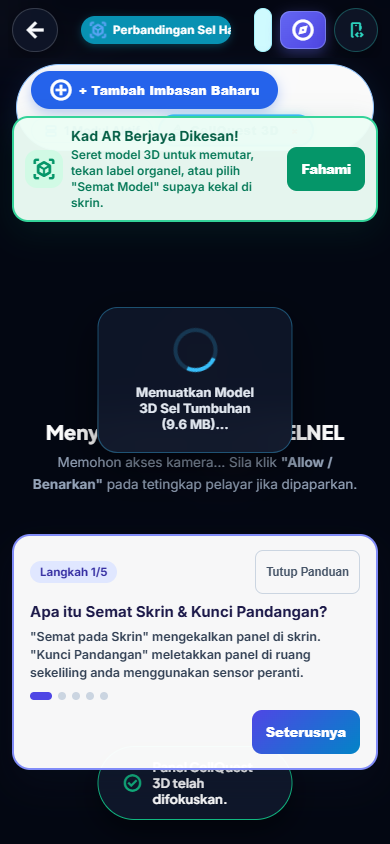 Perbandingan Sel Ha
+ Tambah Imbasan Baharu
Kad AR Berjaya Dikesan!
Seret model 3D untuk memutar,
tekan label organel, atau pilih
"Semat Model" supaya kekal di
skrin.
Fahami
Memuatkan Model
3D Sel Tumbuhan
(9.6 MB)...
Memohon akses kamera... Sila klik "Allow /
Benarkan" pada tetingkap pelayar jika dipaparkan.
Langkah 1/5
Tutup Panduan
Apa itu Semat Skrin & Kunci Pandangan?
"Semat pada Skrin" mengekalkan panel di skrin.
"Kunci Pandangan" meletakkan panel di ruang
sekeliling anda menggunakan sensor peranti.
Seterusnya
Panel CellQuest
3D telah
difokuskan.